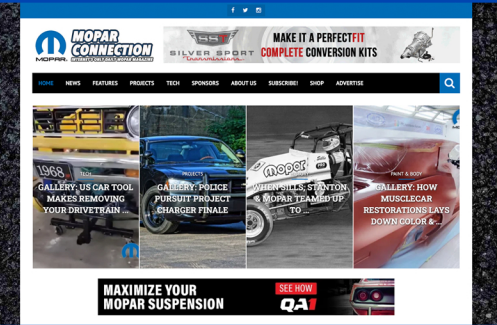 MOPAR
CONNECTION
INTERNET'S ONLY DAILY MOPAR MAGAZINE
MOPAR
SST
SILVER SPORT
transmissions
MAKE IT A PERFECTFIT
COMPLETE CONVERSION KITS
HOME NEWS FEATURES PROJECTS TECH SPONSORS ABOUT US SUBSCRIBE! SHOP ADVERTISE
1968
TECH
GALLERY: US CAR TOOL
MAKES REMOVING
YOUR DRIVETRAIN ...
PROJECTS
GALLERY: POLICE
PURSUIT PROJECT
CHARGER FINALE
mopar
WHEN SILLS, STANTON
& MOPAR TEAMED UP
TO ...
PAINT & BODY
GALLERY: HOW
MUSCLECAR
RESTORATIONS LAYS
DOWN COLOR & ...
MAXIMIZE YOUR
MOPAR SUSPENSION
SEE HOW
QA1